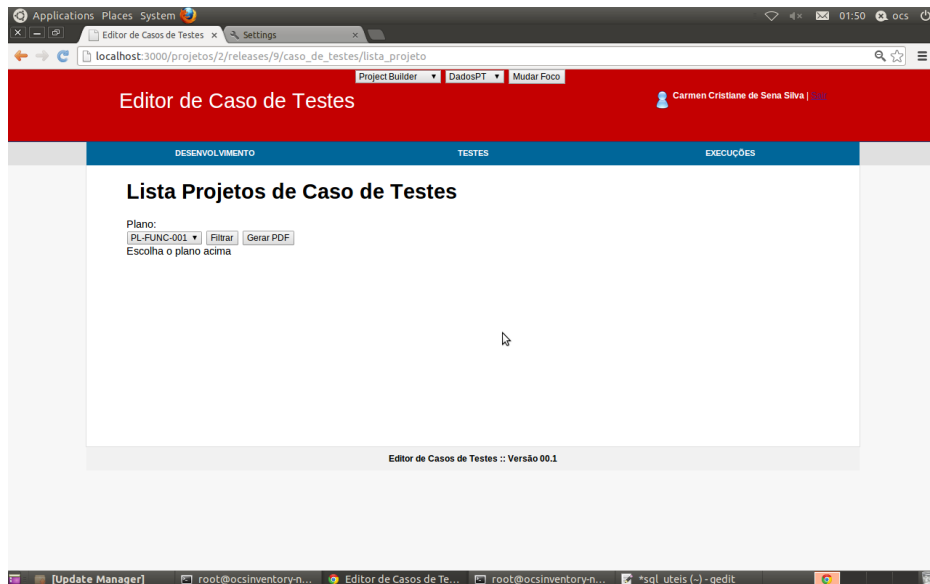 Applications Places System 01:50 ocs
Editor de Casos de Testes x Settings x
localhost:3000/projetos/2/releases/9/caso_de_testes/lista_projeto
Project Builder DadosPT Mudar Foco
Editor de Caso de Testes
Carmen Cristiane de Sena Silva |
DESENVOLVIMENTO TESTES EXECUÇÕES
Lista Projetos de Caso de Testes
Plano:
PL-FUNC-001 Filtrar Gerar PDF
Escolha o plano acima
Editor de Casos de Testes :: Versão 00.1
[Update Manager] root@ocsinventory-n... Editor de Casos de Te... root@ocsinventory-n... *sql_uteis (~) - gedit